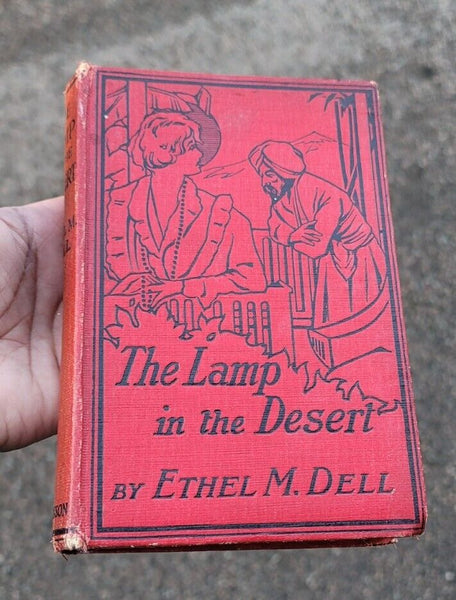 The Lamp
in the Desert
BY ETHEL M. DELL